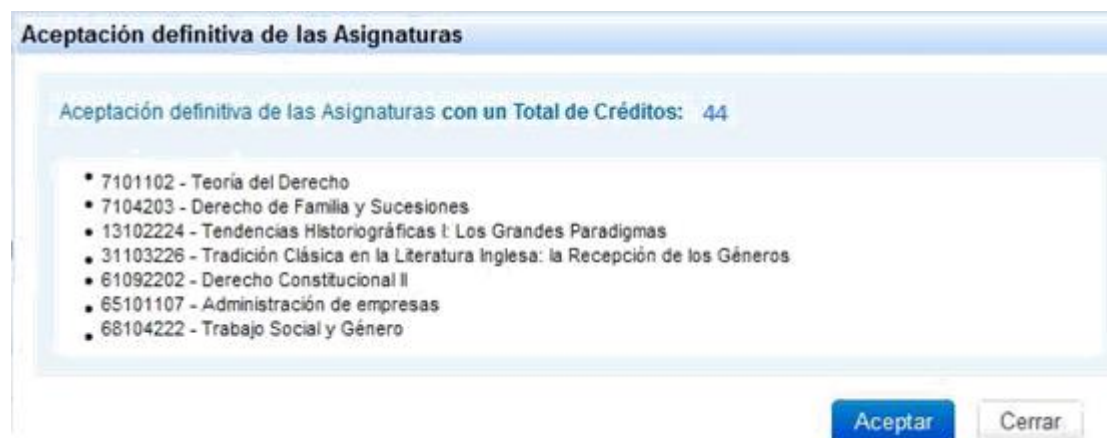 Aceptación definitiva de las Asignaturas
Aceptación definitiva de las Asignaturas con un Total de Créditos: 44
• 7101102 - Teoría del Derecho
• 7104203 - Derecho de Familia y Sucesiones
• 13102224 - Tendencias Historiográficas I: Los Grandes Paradigmas
• 31103226 - Tradición Clásica en la Literatura Inglesa: la Recepción de los Géneros
• 61092202 - Derecho Constitucional II
• 65101107 - Administración de empresas
• 68104222 - Trabajo Social y Género
Aceptar Cerrar